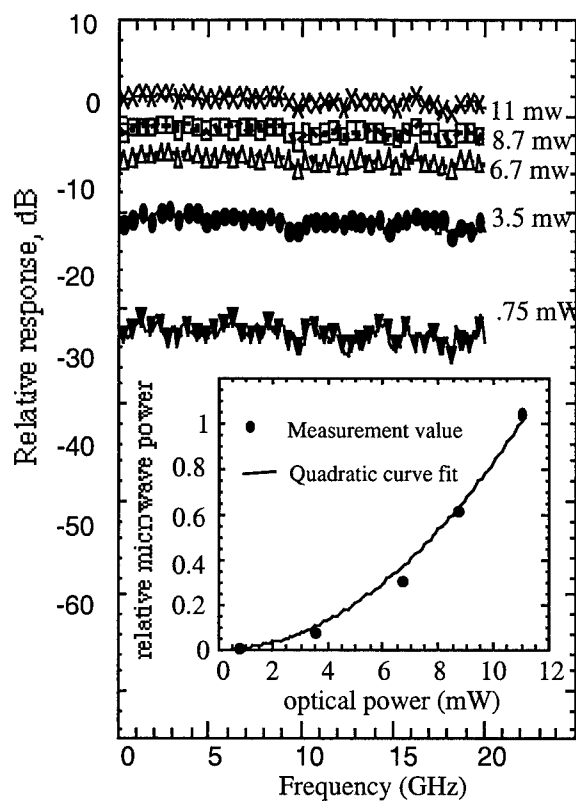 10
0
-10
-20
-30
-40
-50
-60
Relative response, dB
11 mw
8.7 mw
6.7 mw
3.5 mw
.75 mW
relative microwave power
1
0.8
0.6
0.4
0.2
0
Measurement value
Quadratic curve fit
0 2 4 6 8 10 12
optical power (mW)
0 5 10 15 20
Frequency (GHz)